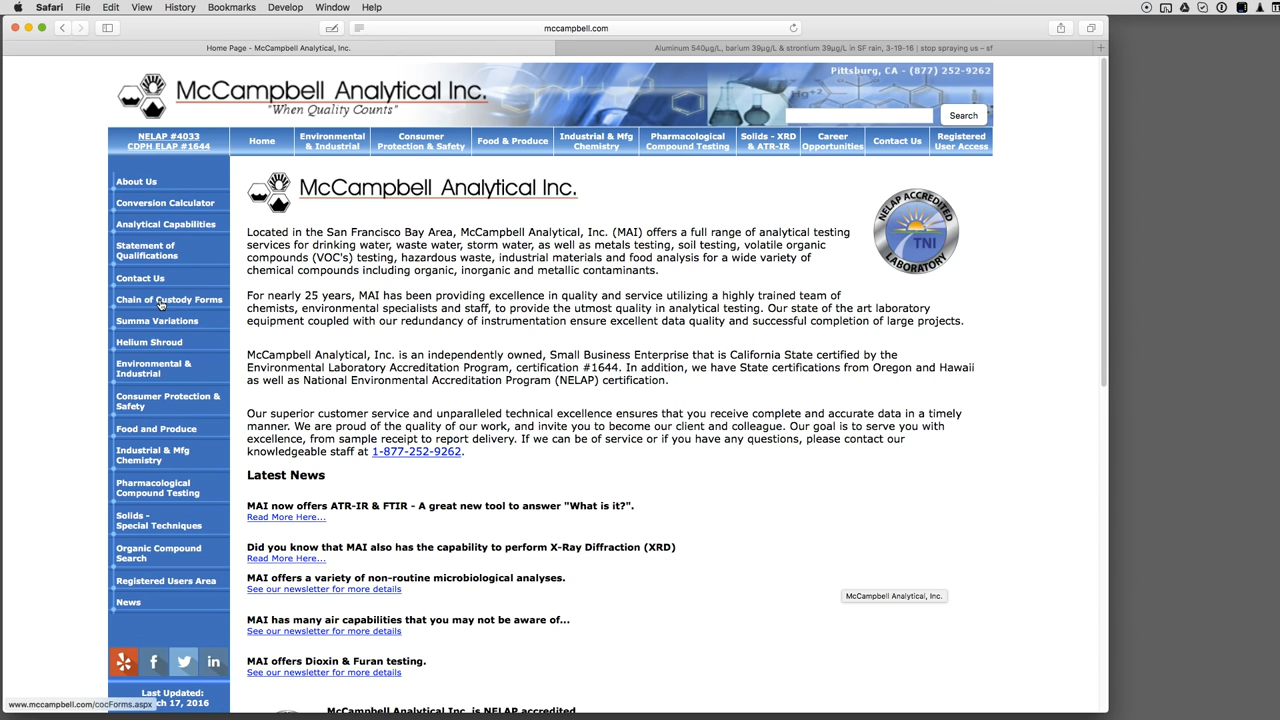 Safari File Edit View History Bookmarks Develop Window Help
mccampbell.com
Home Page - McCampbell Analytical, Inc.
Aluminum 540µg/L, barium 39µg/L & strontium 39µg/L in SF rain, 3-19-16 | stop spraying us – sf
McCampbell Analytical Inc.
"When Quality Counts"
Pittsburg, CA - (877) 252-9262
Hg²⁺
Search
NELAP #4033
CDPH ELAP #1644
Home
Environmental
& Industrial
Consumer
Protection & Safety
Food & Produce
Industrial & Mfg
Chemistry
Pharmacological
Compound Testing
Solids - XRD
& ATR-IR
Career
Opportunities
Contact Us
Registered
User Access
About Us
Conversion Calculator
Analytical Capabilities
Statement of
Qualifications
Contact Us
Chain of Custody Forms
Summa Variations
Helium Shroud
Environmental &
Industrial
Consumer Protection &
Safety
Food and Produce
Industrial & Mfg
Chemistry
Pharmacological
Compound Testing
Solids -
Special Techniques
Organic Compound
Search
Registered Users Area
News
Last Updated:
ch 17, 2016
www.mccampbell.com/cocForms.aspx
McCampbell Analytical Inc.
NELAP ACCREDITED
TNI
LABORATORY
Located in the San Francisco Bay Area, McCampbell Analytical, Inc. (MAI) offers a full range of analytical testing
services for drinking water, waste water, storm water, as well as metals testing, soil testing, volatile organic
compounds (VOC's) testing, hazardous waste, industrial materials and food analysis for a wide variety of
chemical compounds including organic, inorganic and metallic contaminants.
For nearly 25 years, MAI has been providing excellence in quality and service utilizing a highly trained team of
chemists, environmental specialists and staff, to provide the utmost quality in analytical testing. Our state of the art laboratory
equipment coupled with our redundancy of instrumentation ensure excellent data quality and successful completion of large projects.
McCampbell Analytical, Inc. is an independently owned, Small Business Enterprise that is California State certified by the
Environmental Laboratory Accreditation Program, certification #1644. In addition, we have State certifications from Oregon and Hawaii
as well as National Environmental Accreditation Program (NELAP) certification.
Our superior customer service and unparalleled technical excellence ensures that you receive complete and accurate data in a timely
manner. We are proud of the quality of our work, and invite you to become our client and colleague. Our goal is to serve you with
excellence, from sample receipt to report delivery. If we can be of service or if you have any questions, please contact our
knowledgeable staff at 1-877-252-9262.
Latest News
MAI now offers ATR-IR & FTIR - A great new tool to answer "What is it?".
Read More Here...
Did you know that MAI also has the capability to perform X-Ray Diffraction (XRD)
Read More Here...
MAI offers a variety of non-routine microbiological analyses.
See our newsletter for more details
McCampbell Analytical, Inc.
MAI has many air capabilities that you may not be aware of...
See our newsletter for more details
MAI offers Dioxin & Furan testing.
See our newsletter for more details
McCampbell Analytical Inc. is NELAP accredited